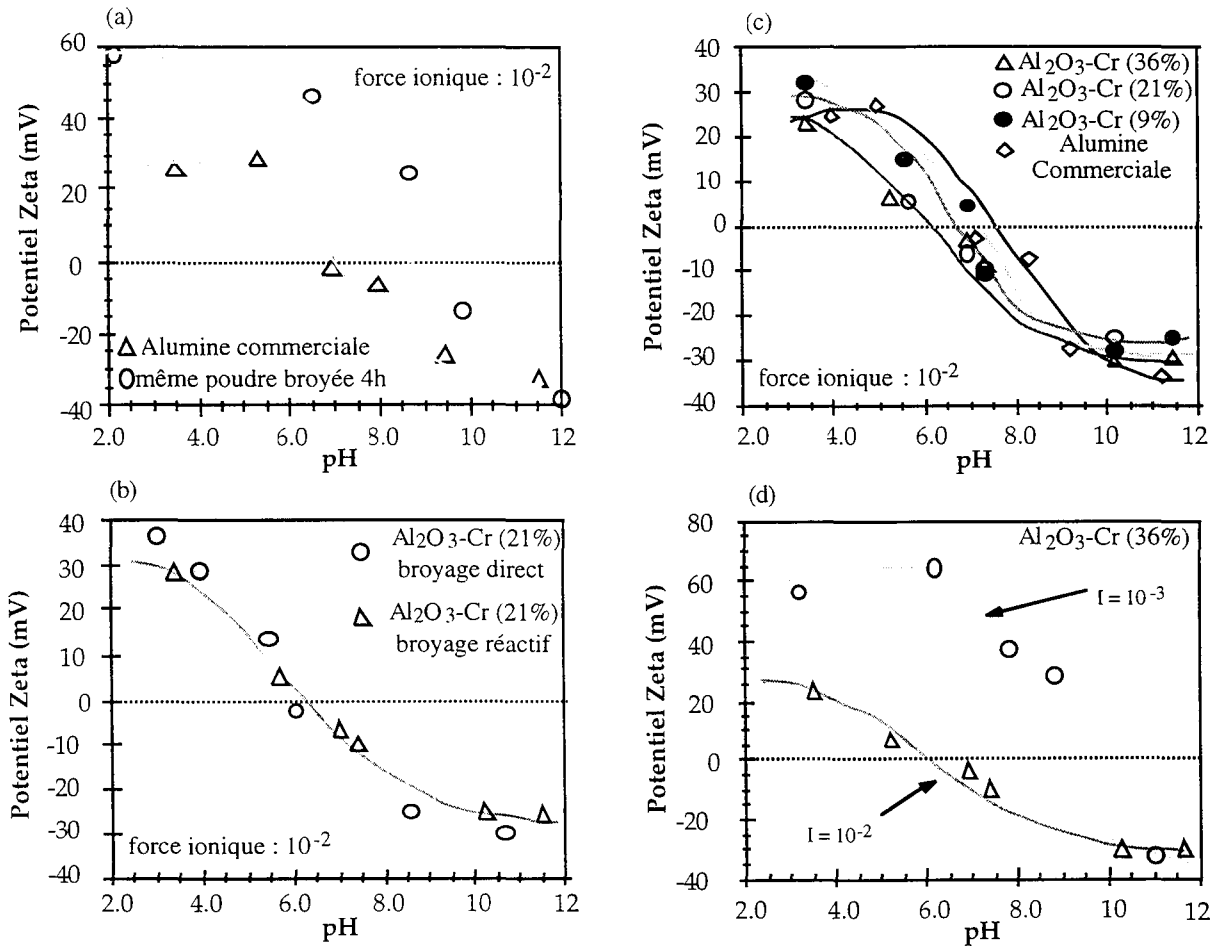 (a)
60
40
20
0
-20
-40
Potentiel Zeta (mV)
force ionique : 10-2
Alumine commerciale
même poudre broyée 4h
2.0 4.0 6.0 8.0 10 12
pH
(c)
40
30
20
10
0
-10
-20
-30
-40
Potentiel Zeta (mV)
Al2O3-Cr (36%)
Al2O3-Cr (21%)
Al2O3-Cr (9%)
Alumine
Commerciale
force ionique : 10-2
2.0 4.0 6.0 8.0 10 12
pH
(b)
40
30
20
10
0
-10
-20
-30
-40
Potentiel Zeta (mV)
Al2O3-Cr (21%)
broyage direct
Al2O3-Cr (21%)
broyage réactif
force ionique : 10-2
2.0 4.0 6.0 8.0 10 12
pH
(d)
80
60
40
20
0
-20
-40
Potentiel Zeta (mV)
Al2O3-Cr (36%)
I = 10-3
I = 10-2
2.0 4.0 6.0 8.0 10 12
pH